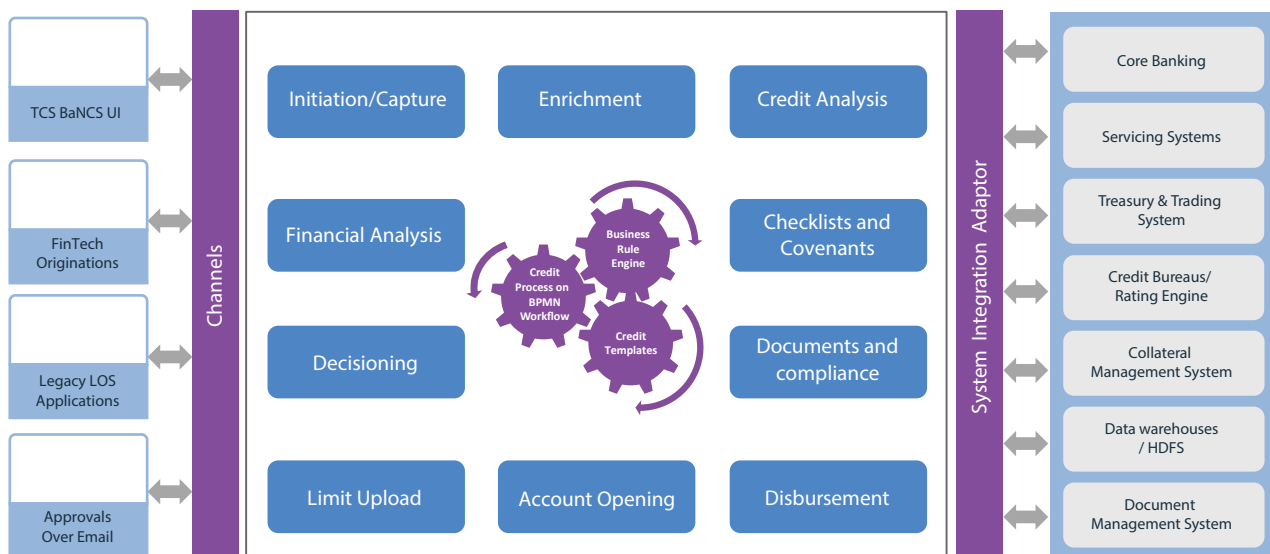 TCS BaNCS UI
FinTech
Originations
Legacy LOS
Applications
Approvals
Over Email
Channels
Initiation/Capture
Enrichment
Credit Analysis
Financial Analysis
Business
Rule
Engine
Credit
Process on
BPMN
Workflow
Credit
Templates
Checklists and
Covenants
Decisioning
Documents and
compliance
Limit Upload
Account Opening
Disbursement
System Integration Adaptor
Core Banking
Servicing Systems
Treasury & Trading
System
Credit Bureaus/
Rating Engine
Collateral
Management System
Data warehouses
/ HDFS
Document
Management System